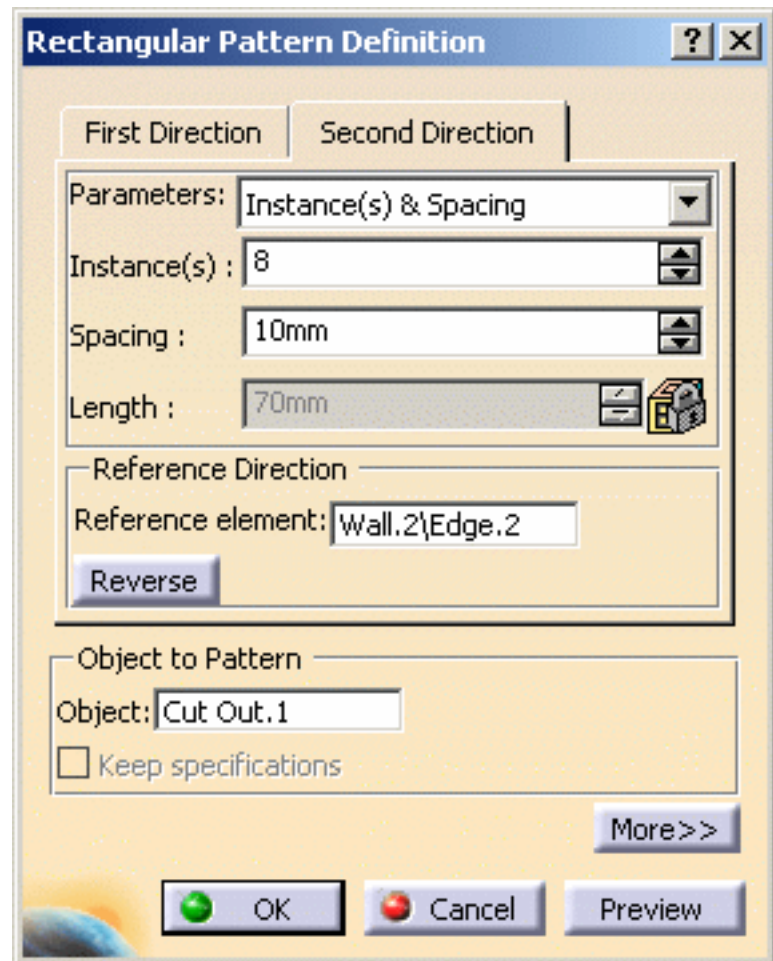 Rectangular Pattern Definition ? X
First Direction Second Direction
Parameters: Instance(s) & Spacing
Instance(s) : 8
Spacing : 10mm
Length : 70mm
Reference Direction
Reference element: Wall.2\Edge.2
Reverse
Object to Pattern
Object: Cut Out.1
Keep specifications
More>>
OK Cancel Preview